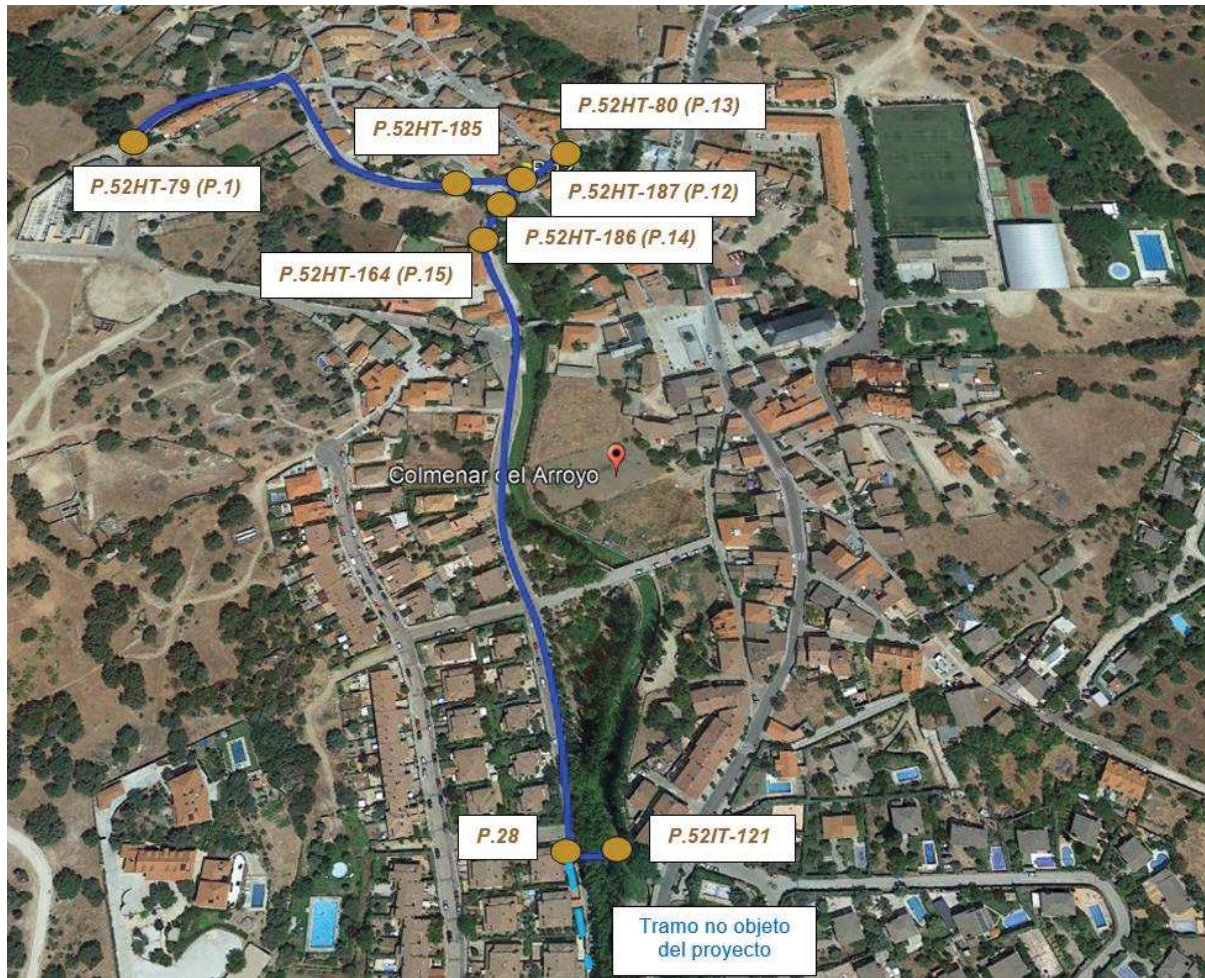 P.52HT-80 (P.13)
P.52HT-185
P.52HT-79 (P.1)
P.52HT-187 (P.12)
P.52HT-186 (P.14)
P.52HT-164 (P.15)
Colmenar del Arroyo
P.28
P.52IT-121
Tramo no objeto
del proyecto